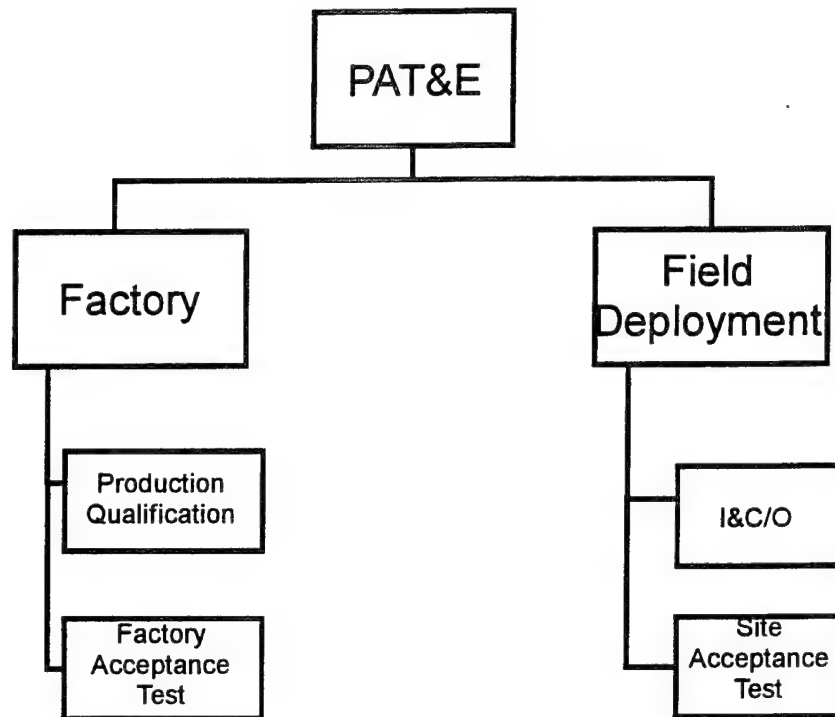 PAT&E
Factory
Field
Deployment
Production
Qualification
I&C/O
Factory
Acceptance
Test
Site
Acceptance
Test